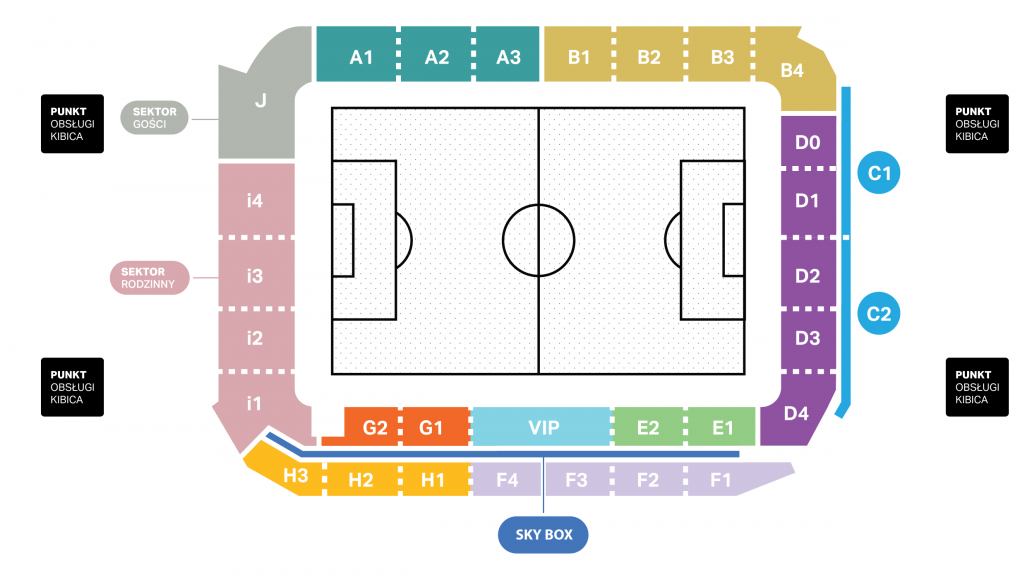 A1 A2 A3 B1 B2 B3 B4
J
SEKTOR
GOŚCI
PUNKT
OBSŁUGI
KIBICA
PUNKT
OBSŁUGI
KIBICA
D0
C1
i4
D1
SEKTOR
RODZINNY
i3
D2
C2
i2
D3
PUNKT
OBSŁUGI
KIBICA
PUNKT
OBSŁUGI
KIBICA
i1
D4
G2 G1 VIP E2 E1
H3 H2 H1 F4 F3 F2 F1
SKY BOX